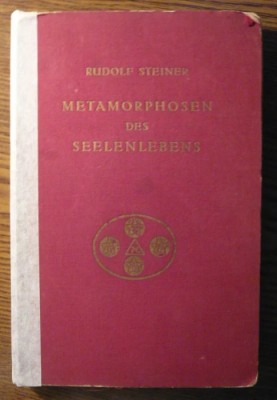 RUDOLF STEINER
METAMORPHOSEN
DES
SEELENLEBENS